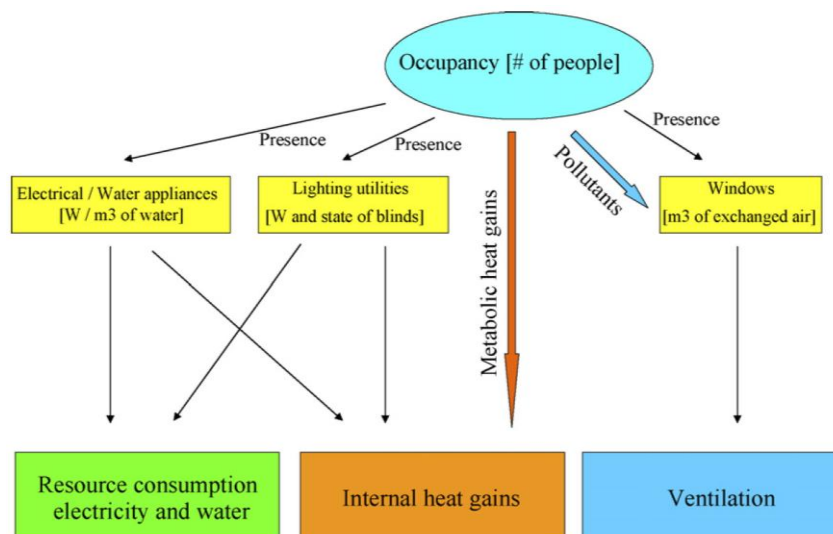 Occupancy [# of people]
Presence
Presence
Presence
Pollutants
Electrical / Water appliances
[W / m3 of water]
Lighting utilities
[W and state of blinds]
Windows
[m3 of exchanged air]
Metabolic heat gains
Resource consumption
electricity and water
Internal heat gains
Ventilation